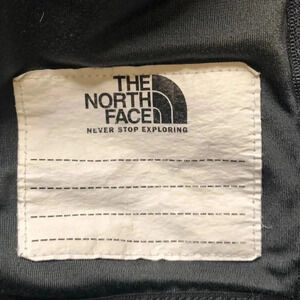 THE
NORTH
FACE
NEVER STOP EXPLORING